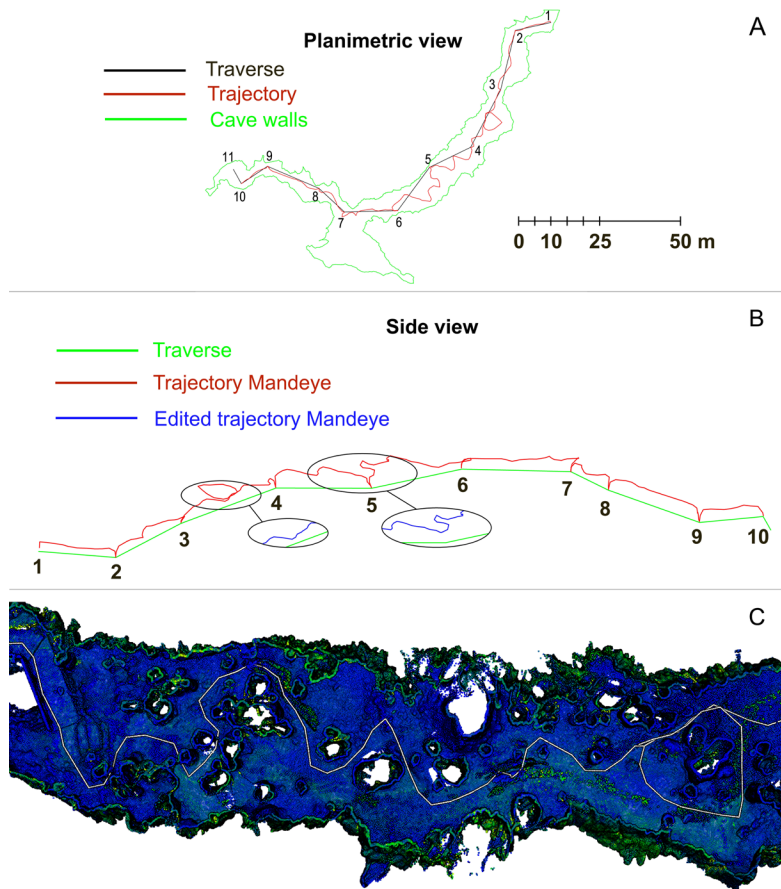 A
Planimetric view
Traverse
Trajectory
Cave walls
1
2
3
4
5
6
7
8
9
10
11
0 10 25 50 m
B
Side view
Traverse
Trajectory Mandeye
Edited trajectory Mandeye
1
2
3
4
5
6
7
8
9
10
C